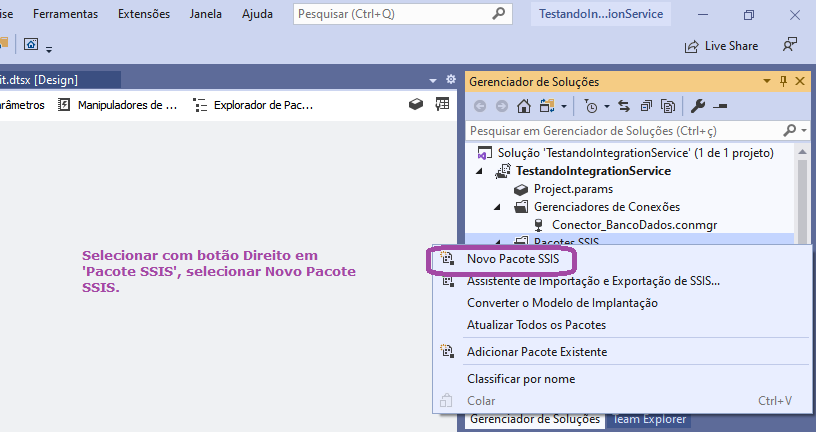 ise Ferramentas Extensões Janela Ajuda Pesquisar (Ctrl+Q) TestandoIn...ionService
Live Share
it.dtsx [Design]
arâmetros Manipuladores de ... Explorador de Pac...
Gerenciador de Soluções
Pesquisar em Gerenciador de Soluções (Ctrl+ç)
Solução 'TestandoIntegrationService' (1 de 1 projeto)
TestandoIntegrationService
Project.params
Gerenciadores de Conexões
Conector_BancoDados.conmgr
Pacotes SSIS
Selecionar com botão Direito em
'Pacote SSIS', selecionar Novo Pacote
SSIS.
Novo Pacote SSIS
Assistente de Importação e Exportação de SSIS...
Converter o Modelo de Implantação
Atualizar Todos os Pacotes
Adicionar Pacote Existente
Classificar por nome
Colar Ctrl+V
Gerenciador de Soluções Team Explorer